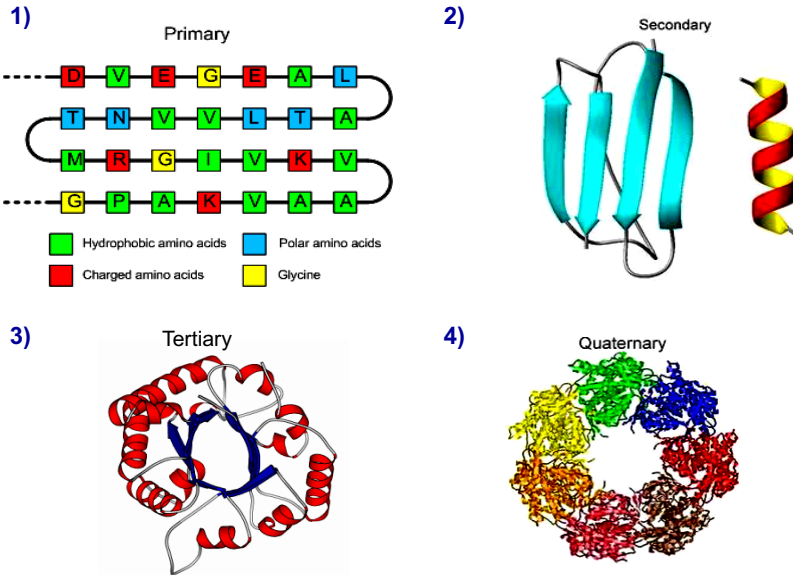 1)
Primary
D V E G E A L
T N V V L T A
M R G I V K V
G P A K V A A
Hydrophobic amino acids
Polar amino acids
Charged amino acids
Glycine
2)
Secondary
3)
Tertiary
4)
Quaternary